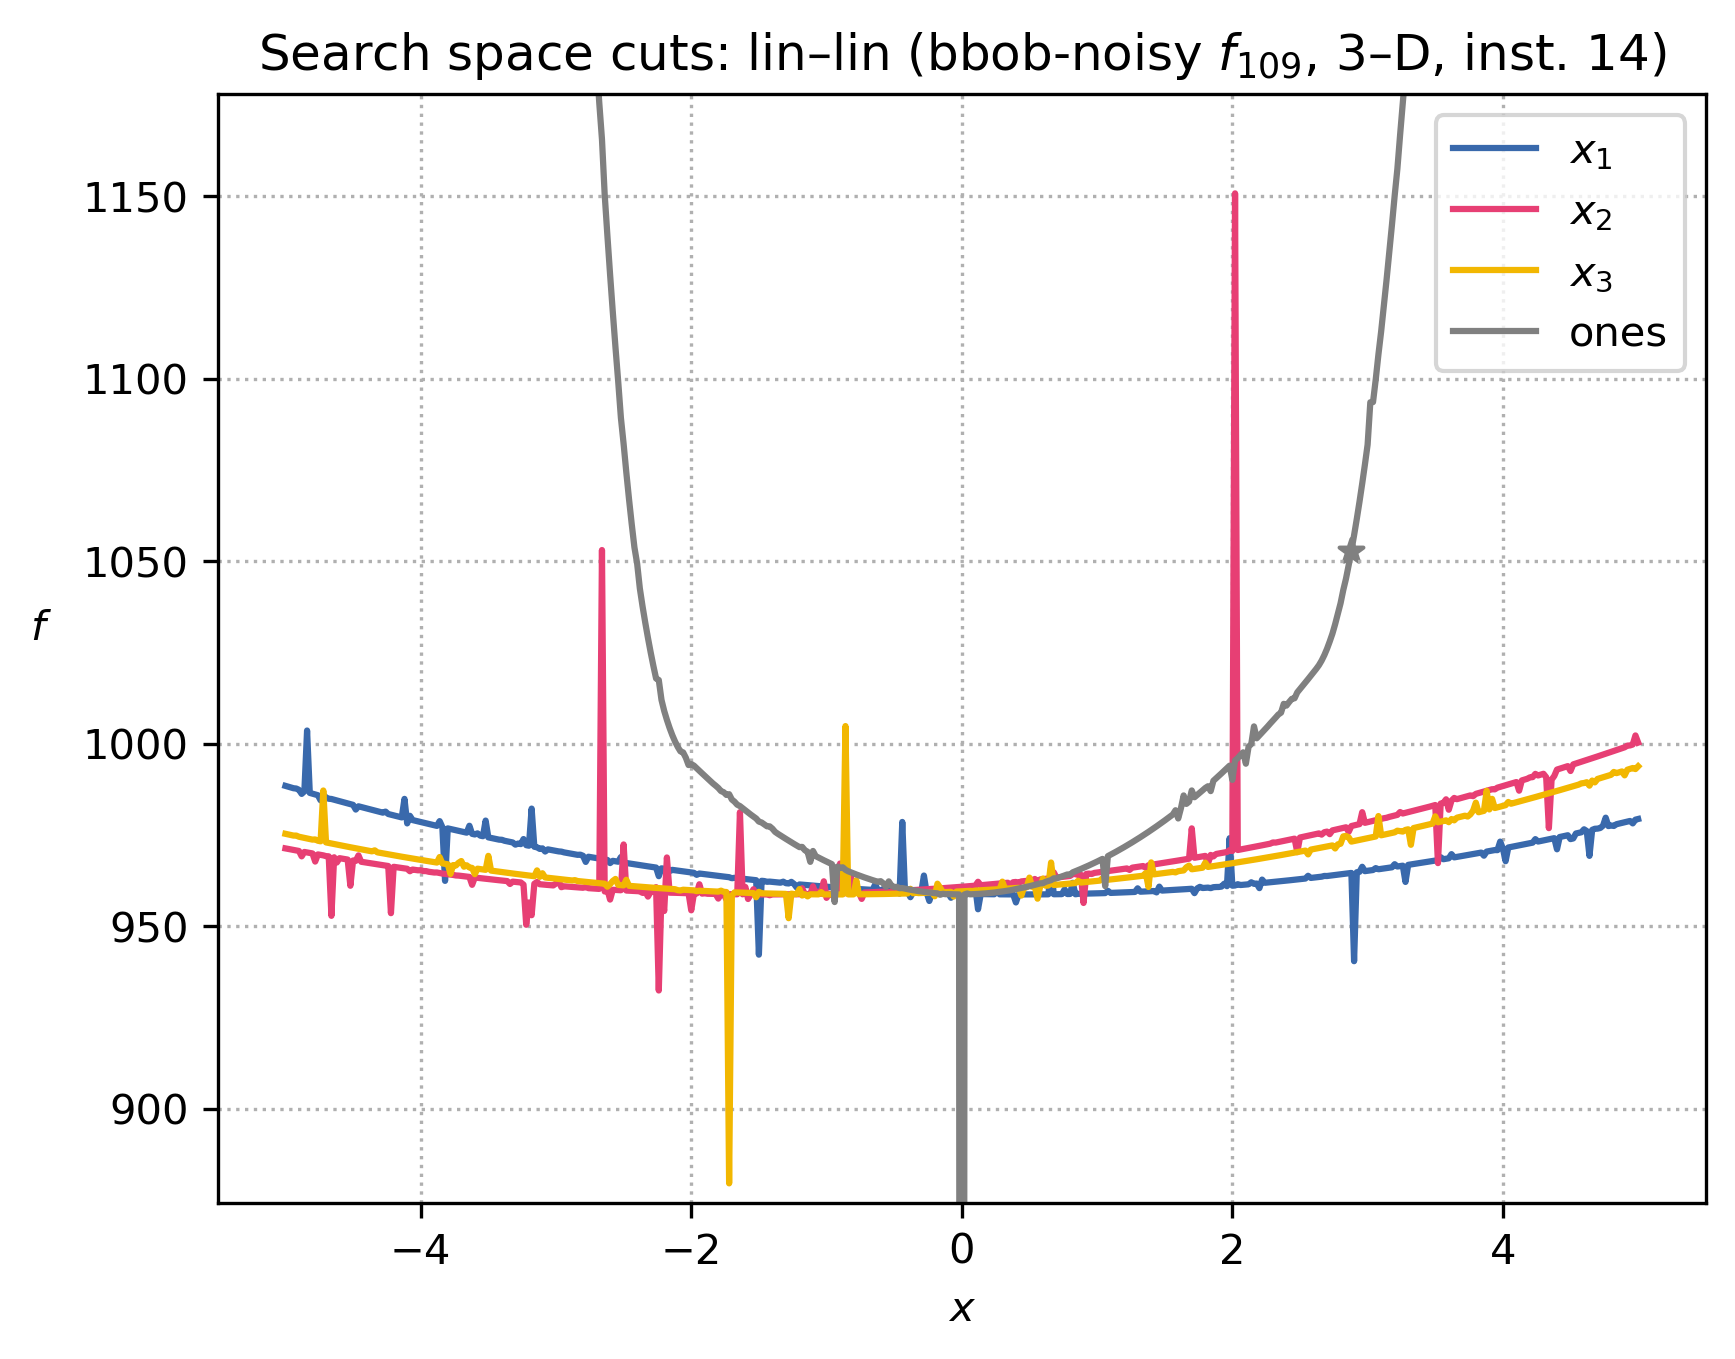 Search space cuts: lin–lin (bbob-noisy f₁₀₉, 3–D, inst. 14)
x₁
x₂
x₃
ones
1150
1100
1050
1000
950
900
f
−4
−2
0
2
4
x